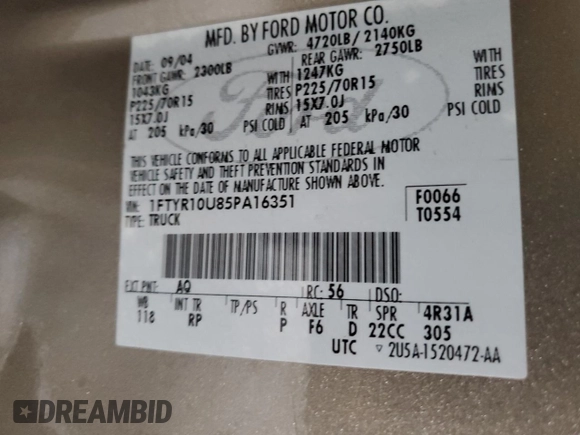 MFD. BY FORD MOTOR CO.
DATE: 09/04 GVWR: 4720LB/ 2140KG
FRONT GAWR: 2300LB REAR GAWR: 2750LB
1043KG 1247KG
P225/70R15 TIRES P225/70R15 TIRES
15X7.0J RIMS 15X7.0J RIMS
AT 205 kPa/30 PSI COLD AT 205 kPa/30 PSI COLD
Ford
THIS VEHICLE CONFORMS TO ALL APPLICABLE FEDERAL MOTOR
VEHICLE SAFETY AND THEFT PREVENTION STANDARDS IN
EFFECT ON THE DATE OF MANUFACTURE SHOWN ABOVE.
VIN: 1FTYR10U85PA16351 F0066
TYPE: TRUCK T0554
EXT PNT: AQ RC: 56 DSO:
WB INT TR TP/PS R AXLE TR SPR 4R31A
118 RP P F6 D 22CC 305
UTC 2U5A-1520472-AA
DREAMBID